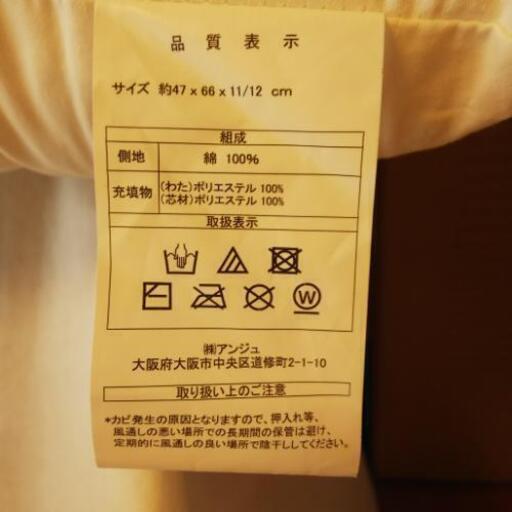 品質表示
サイズ 約47 x 66 x 11/12 cm
組成
側地 綿 100%
充填物 (わた)ポリエステル 100%
(芯材)ポリエステル 100%
取扱表示
W
㈱アンジュ
大阪府大阪市中央区道修町2-1-10
取り扱い上のご注意
*カビ発生の原因となりますので、押入れ等、
風通しの悪い場所での長期間の保管は避け、
定期的に風通しの良い場所で陰干ししてください。